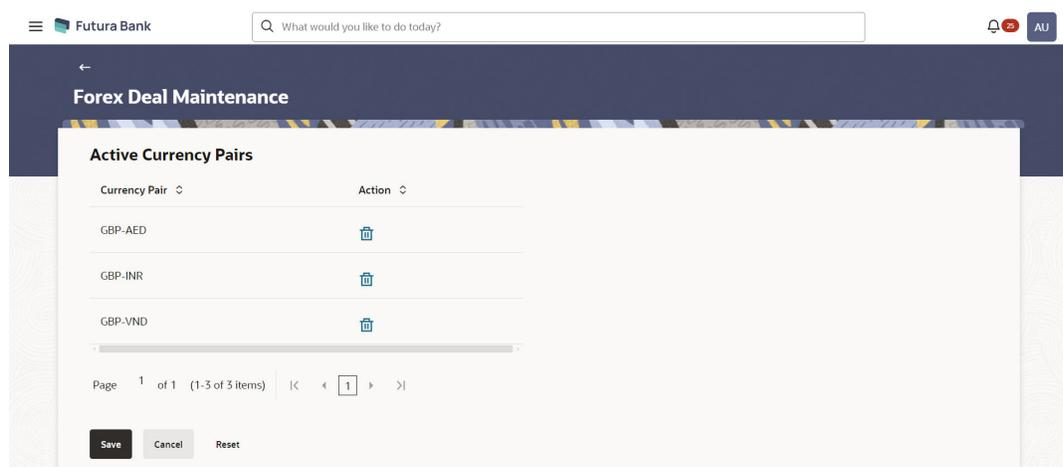 Futura Bank
What would you like to do today?
25
AU
Forex Deal Maintenance
Active Currency Pairs
Currency Pair Action
GBP-AED
GBP-INR
GBP-VND
Page 1 of 1 (1-3 of 3 items) 1
Save Cancel Reset